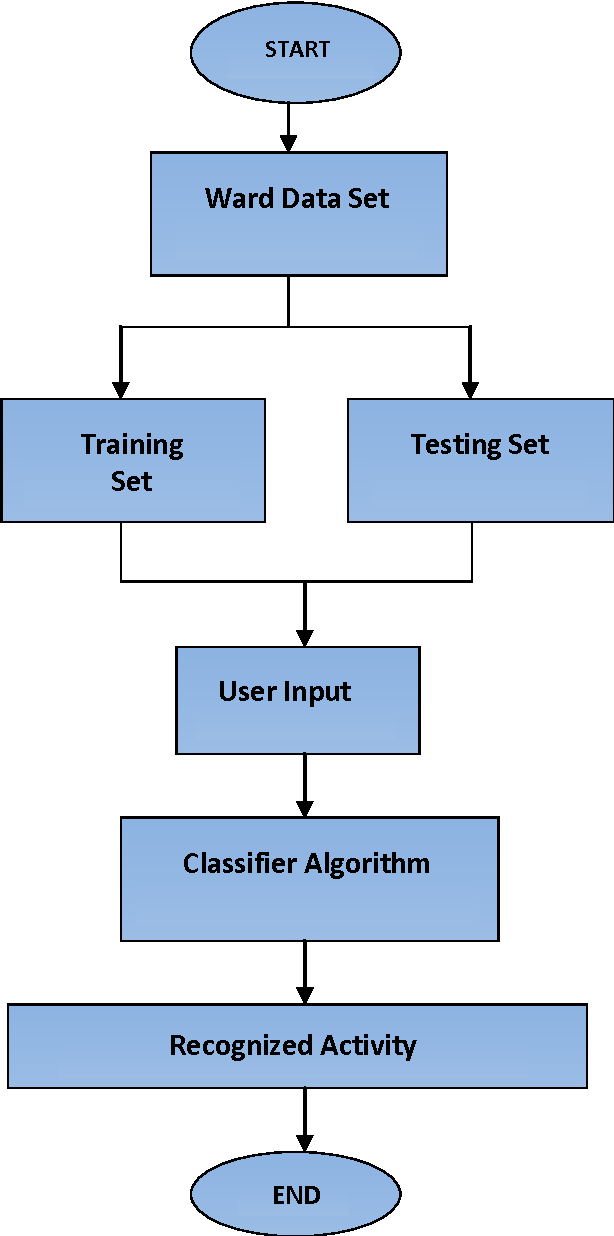 START
Ward Data Set
Training
Set
Testing Set
User Input
Classifier Algorithm
Recognized Activity
END